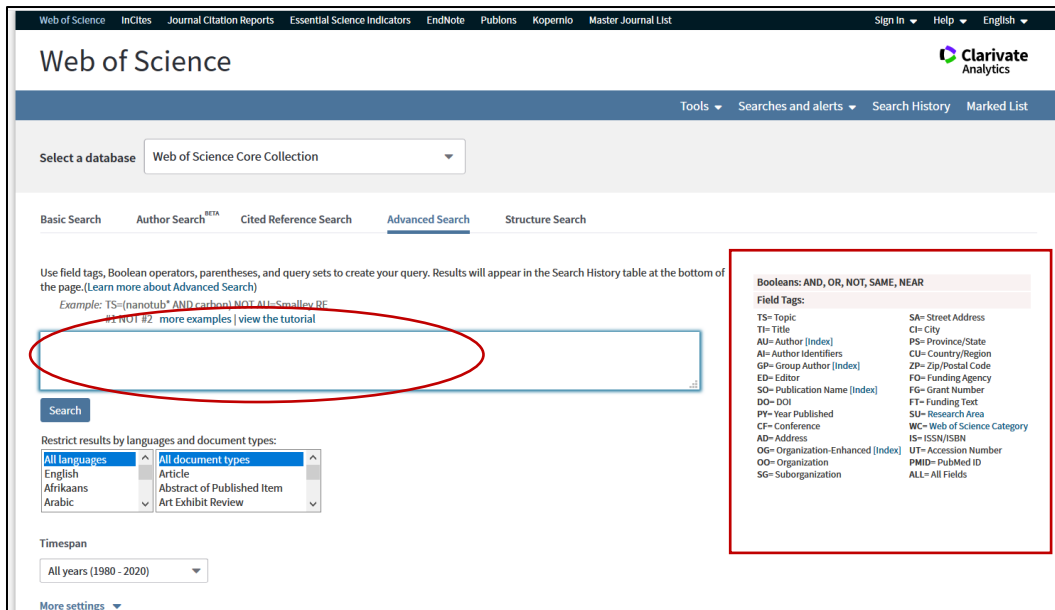 Web of Science InCites Journal Citation Reports Essential Science Indicators EndNote Publons Kopernio Master Journal List Sign In Help English
Web of Science
Clarivate
Analytics
Tools Searches and alerts Search History Marked List
Select a database Web of Science Core Collection
Basic Search Author Search BETA Cited Reference Search Advanced Search Structure Search
Use field tags, Boolean operators, parentheses, and query sets to create your query. Results will appear in the Search History table at the bottom of
the page.(Learn more about Advanced Search)
Example: TS=(nanotub* AND carbon) NOT AU=Smalley RE
#1 NOT #2 more examples | view the tutorial
Search
Restrict results by languages and document types:
All languages
English
Afrikaans
Arabic
All document types
Article
Abstract of Published Item
Art Exhibit Review
Timespan
All years (1980 - 2020)
More settings
Booleans: AND, OR, NOT, SAME, NEAR
Field Tags:
TS= Topic
TI= Title
AU= Author [Index]
AI= Author Identifiers
GP= Group Author [Index]
ED= Editor
SO= Publication Name [Index]
DO= DOI
PY= Year Published
CF= Conference
AD= Address
OG= Organization-Enhanced [Index]
OO= Organization
SG= Suborganization
SA= Street Address
CI= City
PS= Province/State
CU= Country/Region
ZP= Zip/Postal Code
FO= Funding Agency
FG= Grant Number
FT= Funding Text
SU= Research Area
WC= Web of Science Category
IS= ISSN/ISBN
UT= Accession Number
PMID= PubMed ID
ALL= All Fields